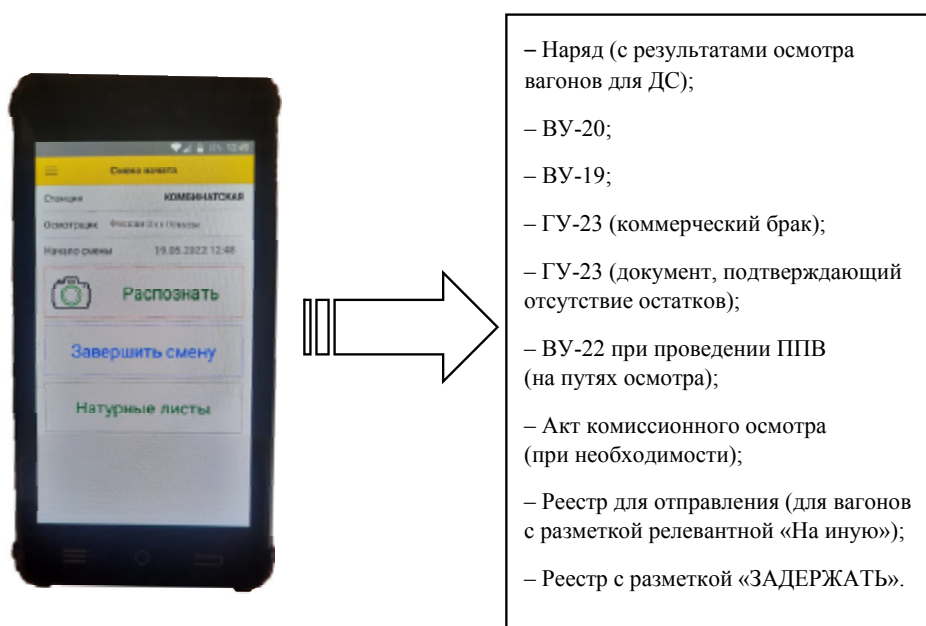 12:49
Смена начата
Станция КОМБИНАТСКАЯ
Осмотрщик
Начало смены 19.05.2022 12:48
Распознать
Завершить смену
Натурные листы
– Наряд (с результатами осмотра
вагонов для ДС);
– ВУ-20;
– ВУ-19;
– ГУ-23 (коммерческий брак);
– ГУ-23 (документ, подтверждающий
отсутствие остатков);
– ВУ-22 при проведении ППВ
(на путях осмотра);
– Акт комиссионного осмотра
(при необходимости);
– Реестр для отправления (для вагонов
с разметкой релевантной «На иную»);
– Реестр с разметкой «ЗАДЕРЖАТЬ».